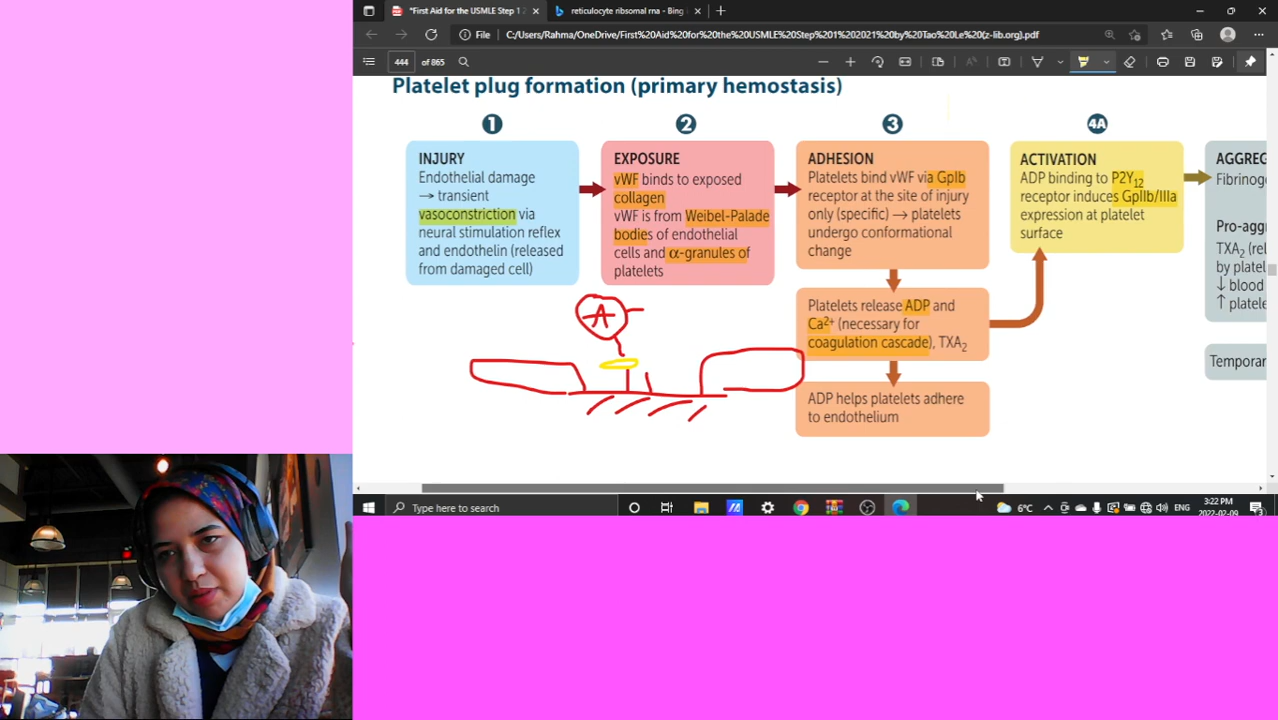 *First Aid for the USMLE Step 1 2
reticulocyte ribsomal rna - Bing
File
C:/Users/Rahma/OneDrive/First%20Aid%20for%20the%20USMLE%20Step%201%202021%20by%20Tao%20Le%20(z-lib.org).pdf
444 of 865
Platelet plug formation (primary hemostasis)
1
INJURY
Endothelial damage
→ transient
vasoconstriction via
neural stimulation reflex
and endothelin (released
from damaged cell)
2
EXPOSURE
vWF binds to exposed
collagen
vWF is from Weibel-Palade
bodies of endothelial
cells and α-granules of
platelets
3
ADHESION
Platelets bind vWF via GpIb
receptor at the site of injury
only (specific) → platelets
undergo conformational
change
Platelets release ADP and
Ca²⁺ (necessary for
coagulation cascade), TXA₂
ADP helps platelets adhere
to endothelium
4A
ACTIVATION
ADP binding to P2Y₁₂
receptor induces GpIIb/IIIa
expression at platelet
surface
AGGREG
Fibrinoge
Pro-aggr
TXA₂ (rel
by platel
↓ blood
↑ platele
Temporar
A
Type here to search
6°C
ENG
3:22 PM
2022-02-09